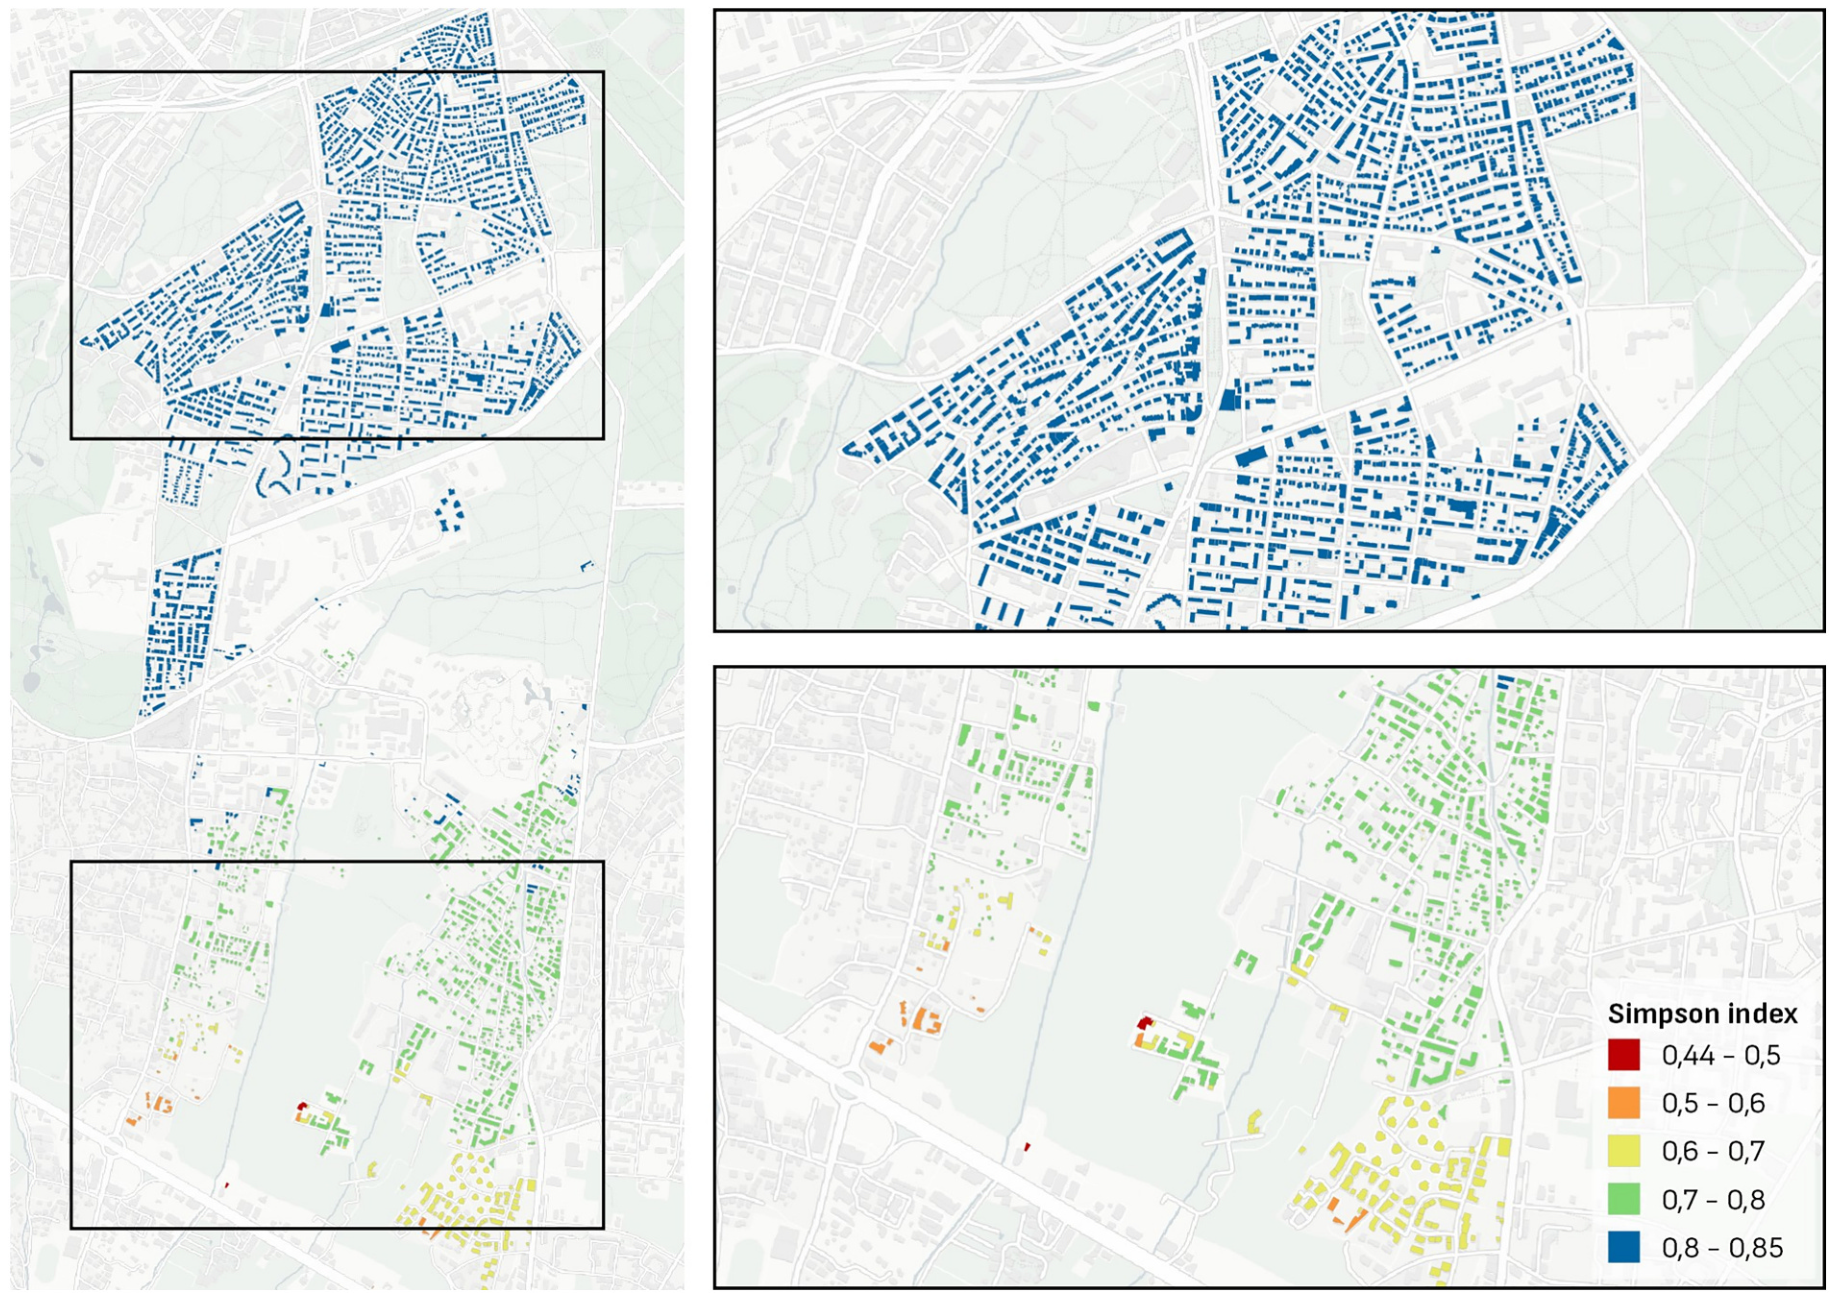 Simpson index
0,44 – 0,5
0,5 – 0,6
0,6 – 0,7
0,7 – 0,8
0,8 – 0,85